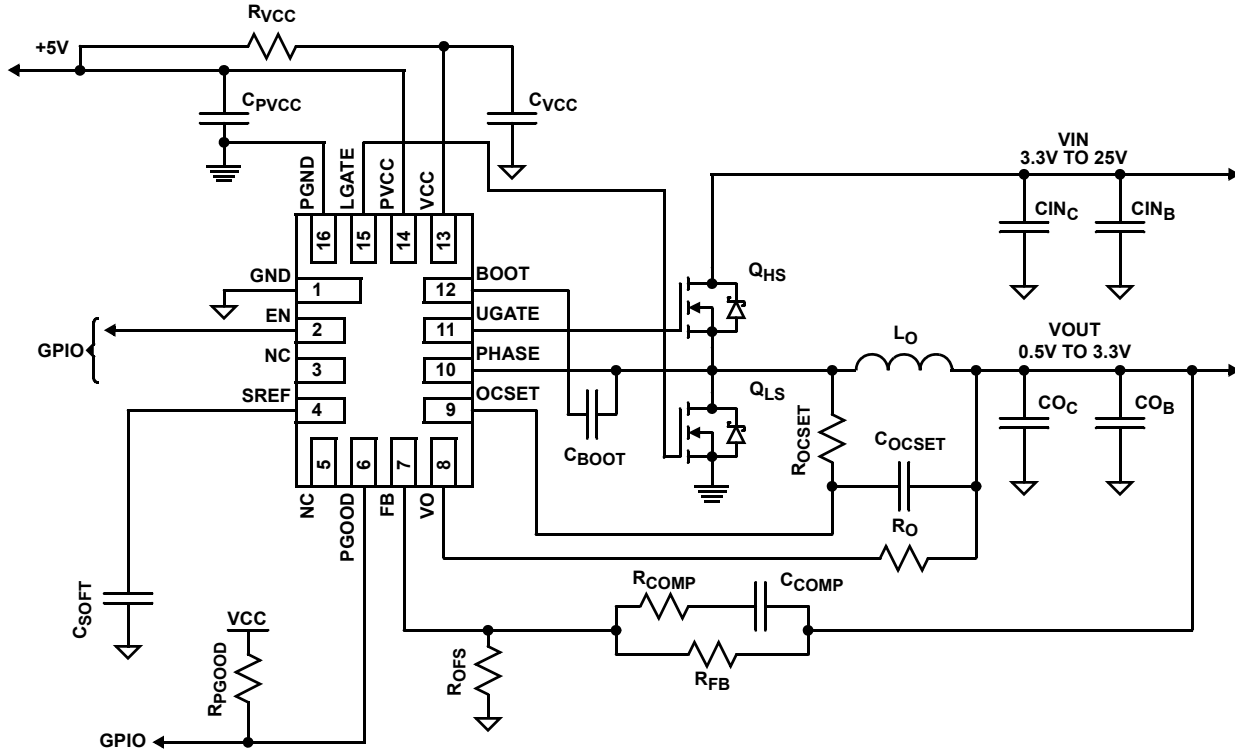 RVCC
+5V
CPVCC
CVCC
PGND
LGATE
PVCC
VCC
16
15
14
13
VIN
3.3V TO 25V
CINC
CINB
GND
1
12
BOOT
QHS
EN
2
11
UGATE
GPIO
NC
3
10
PHASE
LO
VOUT
0.5V TO 3.3V
SREF
4
9
OCSET
QLS
CBOOT
ROCSET
COCSET
COC
COB
5
6
7
8
NC
PGOOD
FB
VO
RO
CSOFT
RCOMP
CCOMP
VCC
RPGOOD
ROFS
RFB
GPIO